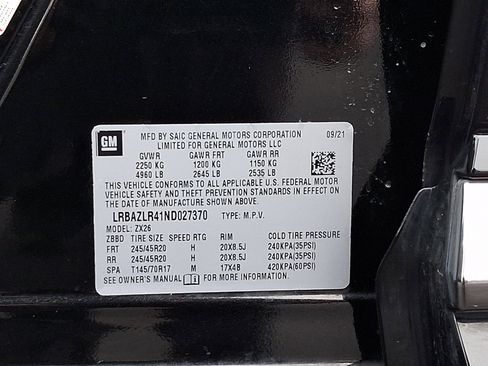 GM
MFD BY SAIC GENERAL MOTORS CORPORATION 09/21
LIMITED FOR GENERAL MOTORS LLC
GVWR GAWR FRT GAWR RR
2250 KG 1200 KG 1150 KG
4960 LB 2645 LB 2535 LB
THIS VEHICLE CONFORMS TO ALL APPLICABLE U.S. FEDERAL MOTOR
VEHICLE SAFETY AND THEFT PREVENTION STANDARDS IN EFFECT ON
THE DATE OF MANUFACTURE SHOWN ABOVE.
LRBAZLR41ND027370 TYPE: M.P.V.
MODEL: ZX26
ZBBD TIRE SIZE SPEED RTG RIM COLD TIRE PRESSURE
FRT 245/45R20 H 20X8.5J 240KPA(35PSI)
RR 245/45R20 H 20X8.5J 240KPA(35PSI)
SPA T145/70R17 M 17X4B 420KPA(60PSI)
SEE OWNER'S MANUAL FOR MORE INFORMATION